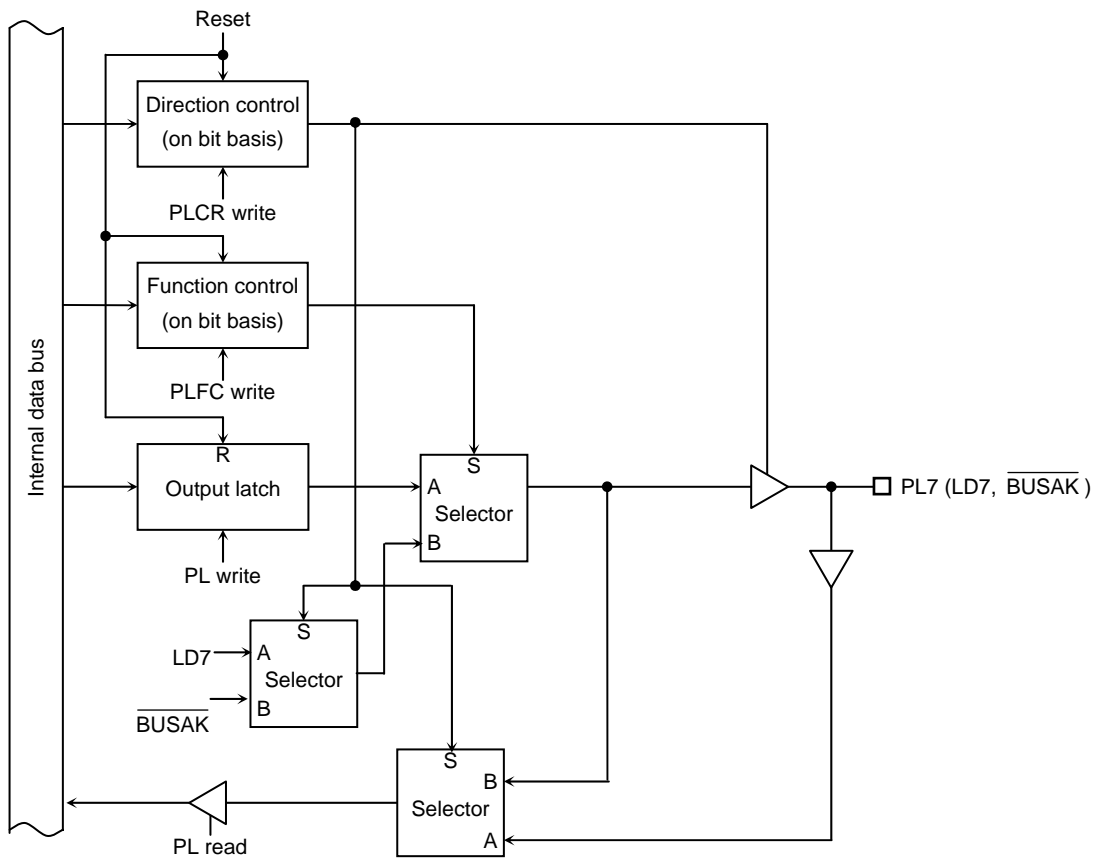 Reset
Direction control
(on bit basis)
PLCR write
Function control
(on bit basis)
PLFC write
Internal data bus
R
Output latch
PL write
S
A
Selector
B
PL7 (LD7, BUSAK)
S
LD7
A
Selector
BUSAK
B
S
B
Selector
A
PL read